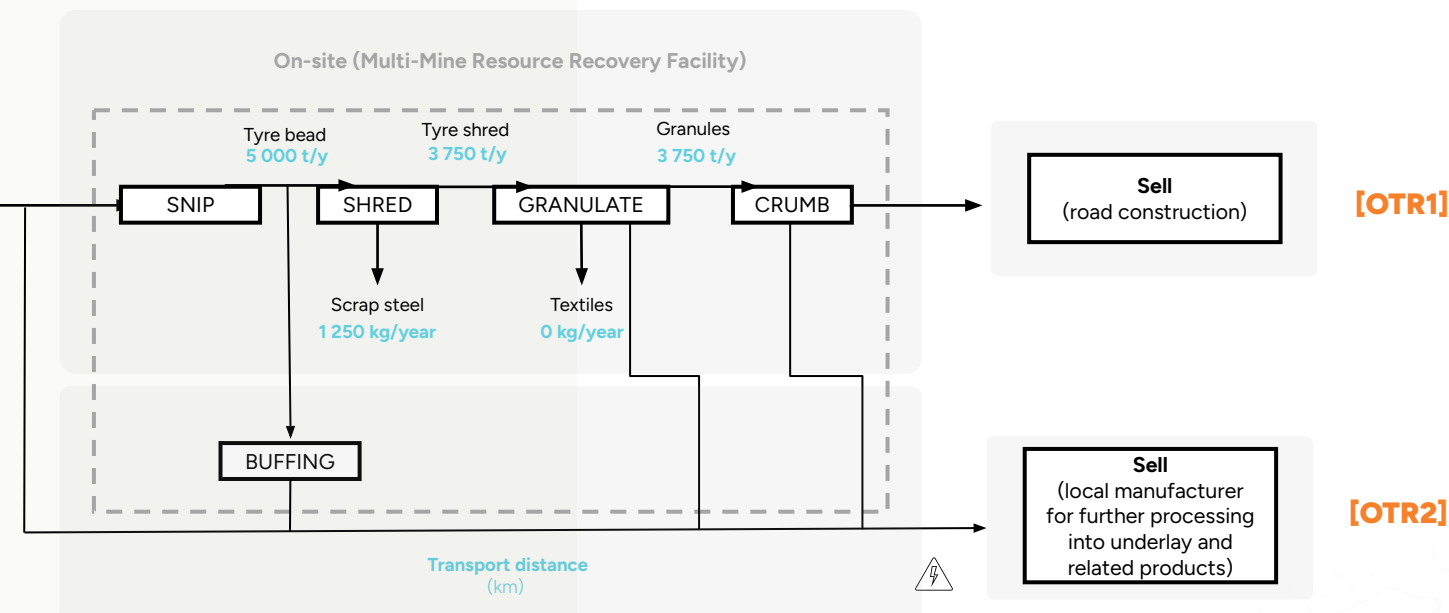 On-site (Multi-Mine Resource Recovery Facility)
Tyre bead
5 000 t/y
Tyre shred
3 750 t/y
Granules
3 750 t/y
SNIP
SHRED
GRANULATE
CRUMB
Sell
(road construction)
[OTR1]
Scrap steel
1 250 kg/year
Textiles
0 kg/year
BUFFING
Sell
(local manufacturer
for further processing
into underlay and
related products)
[OTR2]
Transport distance
(km)